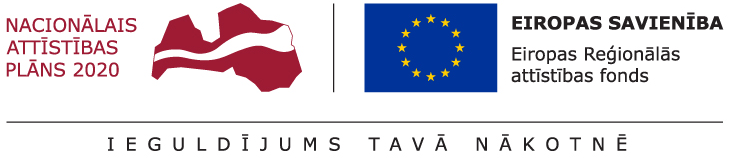 NACIONĀLAIS
ATTĪSTĪBAS
PLĀNS 2020
EIROPAS SAVIENĪBA
Eiropas Reģionālās
attīstības fonds
IEGULDĪJUMS TAVĀ NĀKOTNĒ